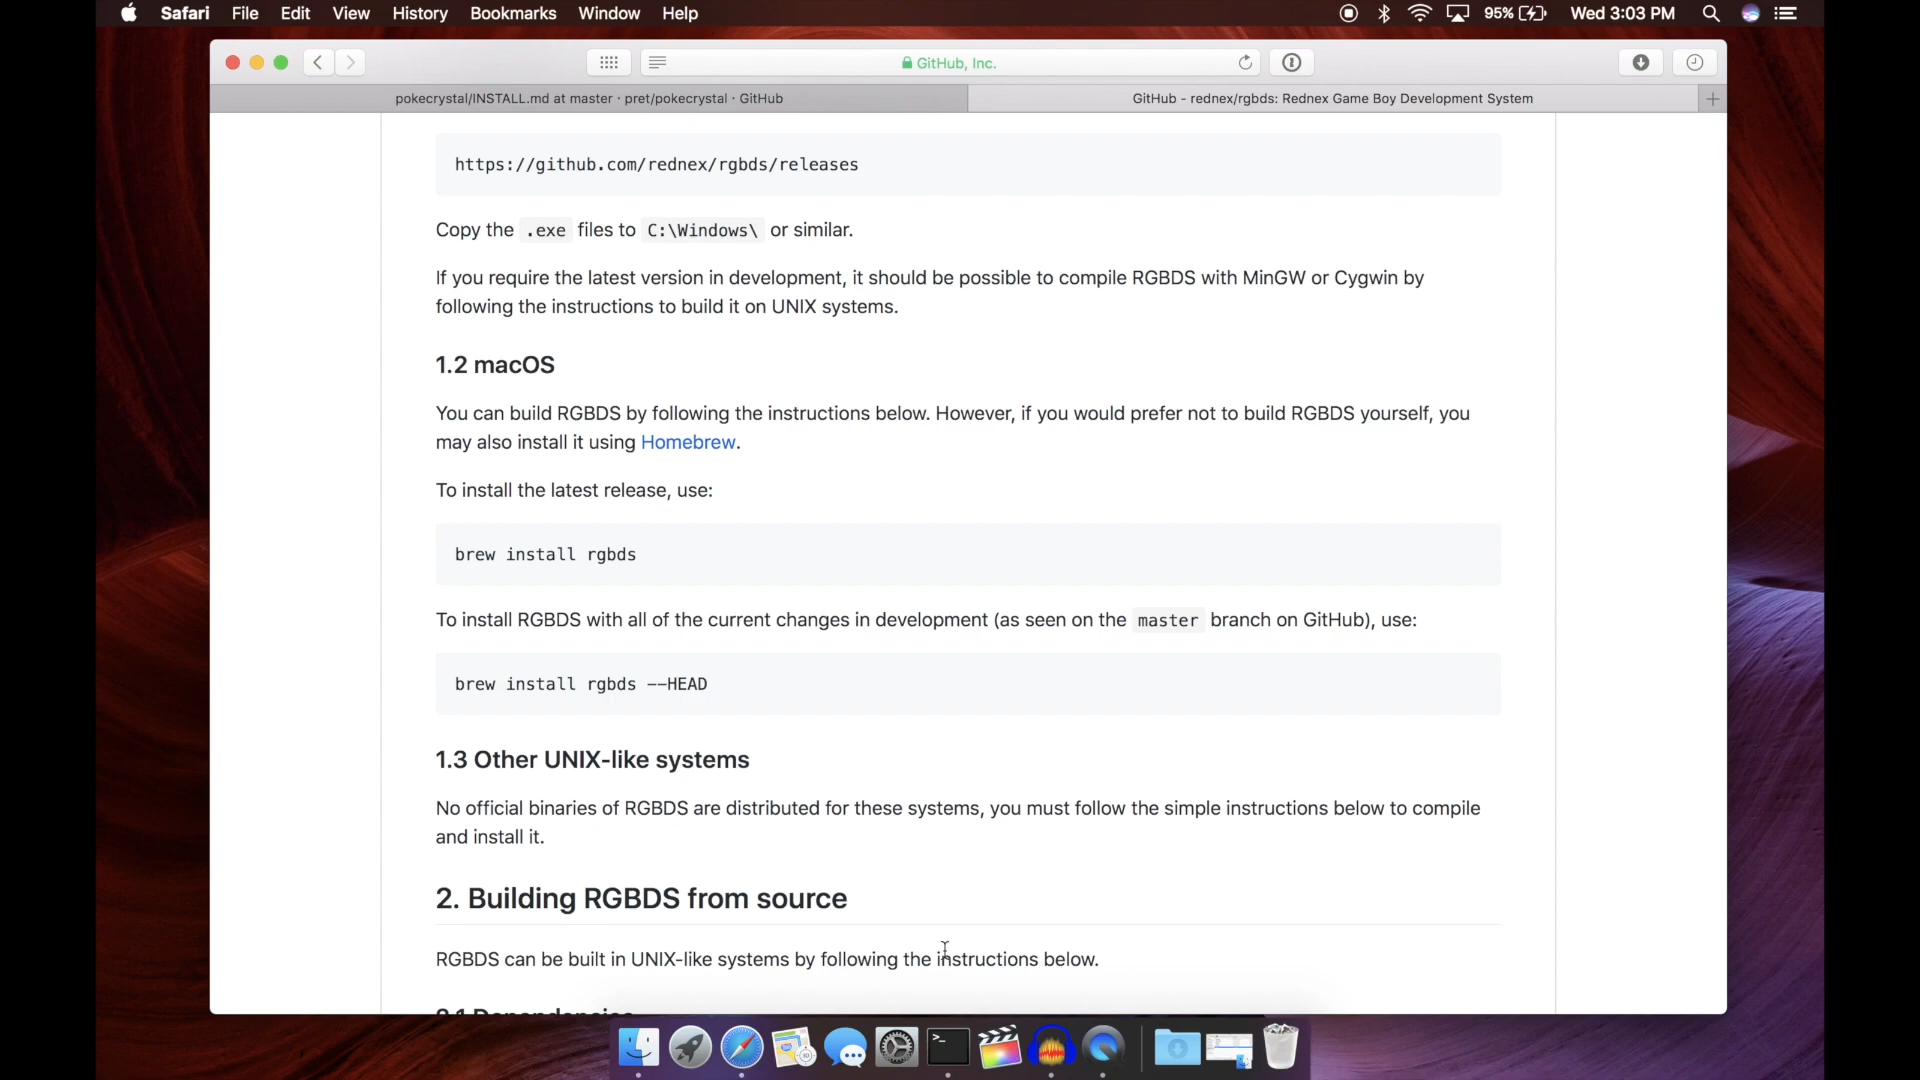 Safari File Edit View History Bookmarks Window Help 95% Wed 3:03 PM
GitHub, Inc.
pokecrystal/INSTALL.md at master · pret/pokecrystal · GitHub
GitHub - rednex/rgbds: Rednex Game Boy Development System
https://github.com/rednex/rgbds/releases
Copy the .exe files to C:\Windows\ or similar.
If you require the latest version in development, it should be possible to compile RGBDS with MinGW or Cygwin by
following the instructions to build it on UNIX systems.
1.2 macOS
You can build RGBDS by following the instructions below. However, if you would prefer not to build RGBDS yourself, you
may also install it using Homebrew.
To install the latest release, use:
brew install rgbds
To install RGBDS with all of the current changes in development (as seen on the master branch on GitHub), use:
brew install rgbds --HEAD
1.3 Other UNIX-like systems
No official binaries of RGBDS are distributed for these systems, you must follow the simple instructions below to compile
and install it.
2. Building RGBDS from source
RGBDS can be built in UNIX-like systems by following the instructions below.
2.1 Dependencies